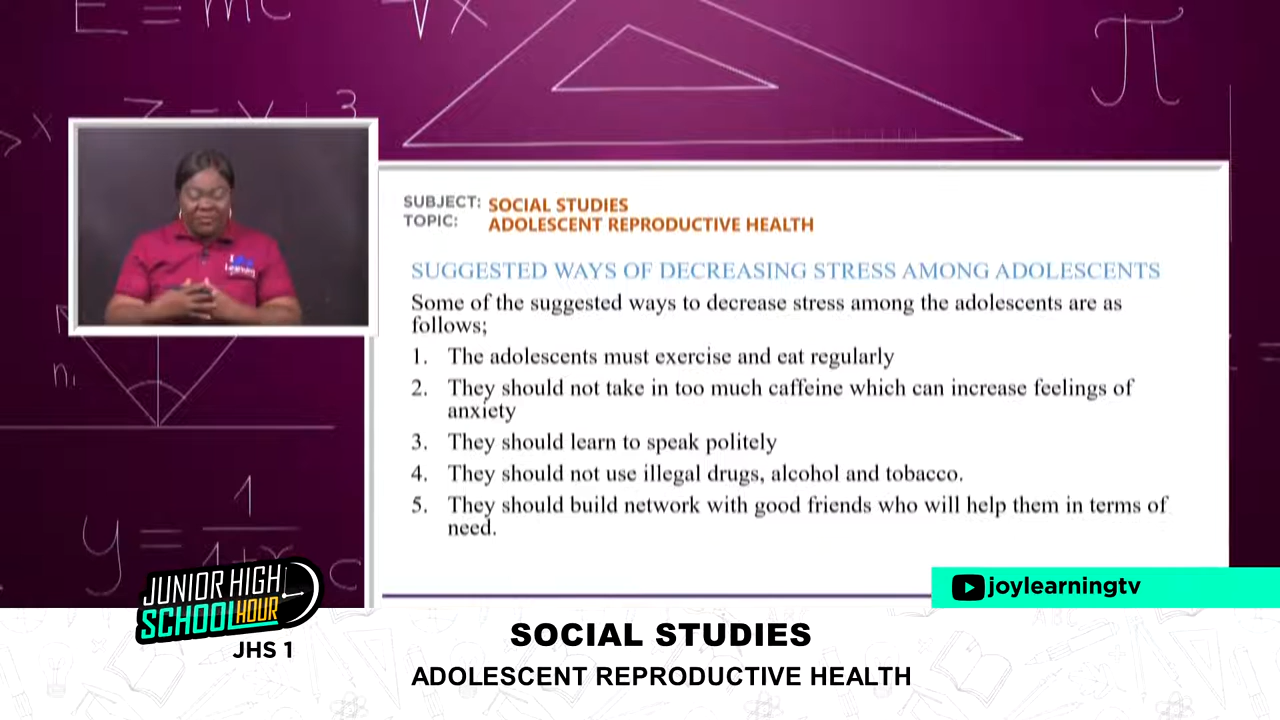 E = mc
√x
π
3
x
SUBJECT: SOCIAL STUDIES
TOPIC: ADOLESCENT REPRODUCTIVE HEALTH
SUGGESTED WAYS OF DECREASING STRESS AMONG ADOLESCENTS
Some of the suggested ways to decrease stress among the adolescents are as
follows;
1. The adolescents must exercise and eat regularly
2. They should not take in too much caffeine which can increase feelings of
anxiety
3. They should learn to speak politely
4. They should not use illegal drugs, alcohol and tobacco.
5. They should build network with good friends who will help them in terms of
need.
n₁
y = 1
Learning
JUNIOR HIGH
SCHOOL HOUR
JHS 1
joylearningtv
SOCIAL STUDIES
ADOLESCENT REPRODUCTIVE HEALTH